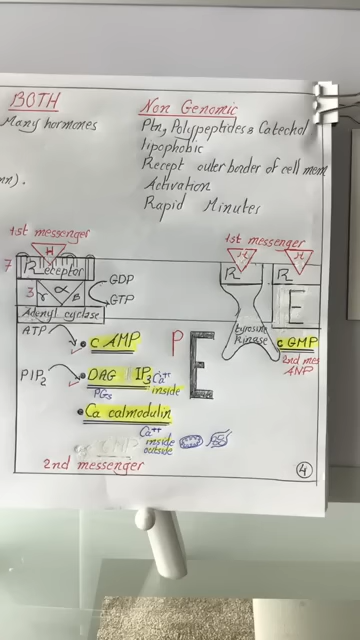 BOTH
Many hormones
Non Genomic
Ptn, Polypeptides & Catechol
lipophobic
Recept outer border of cell mem
Activation
Rapid Minutes
1st messenger
1st messenger
H
H
H
7
Receptor
R
R
3
γ α β
GDP
GTP
E
Adenyl cyclase
ATP
• c AMP
P
E
tyrosine
Kinase
c GMP
2nd mes
ANP
PIP2
• DAG IP3 Ca++
inside
PGs
• Ca calmodulin
Ca++
inside
outside
2nd messenger
4